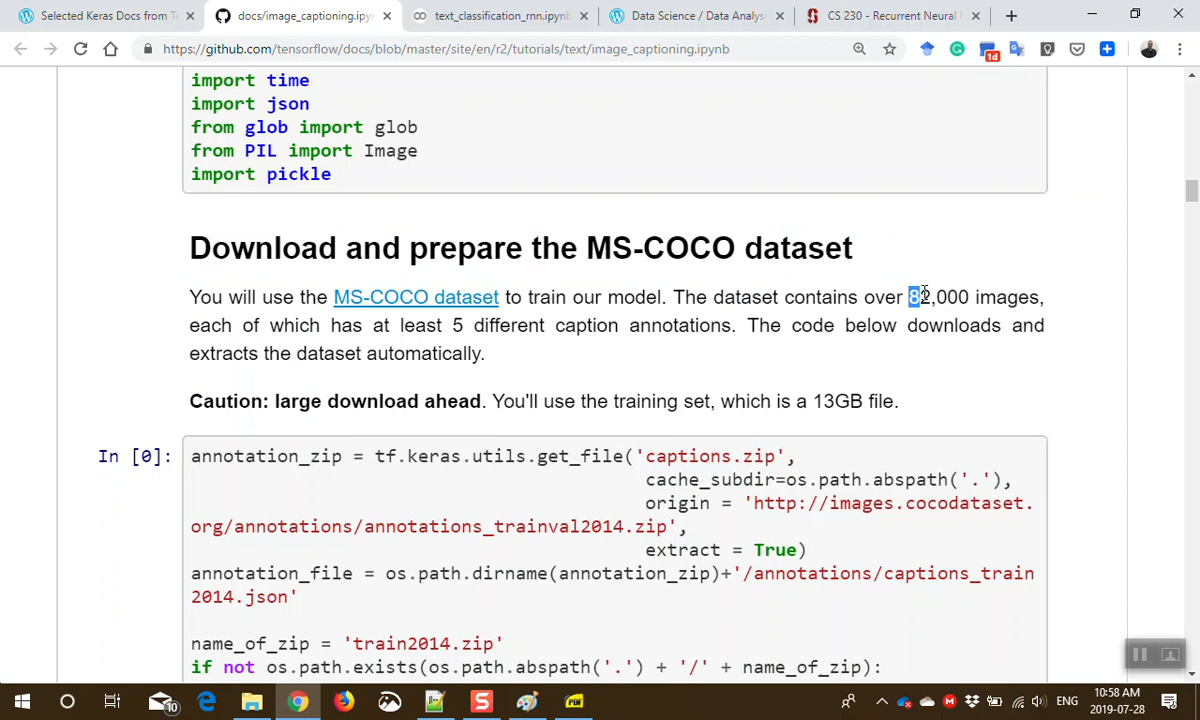 Selected Keras Docs from Te
docs/image_captioning.ipyn
text_classification_rnn.ipynb
Data Science / Data Analysi
CS 230 - Recurrent Neural N
https://github.com/tensorflow/docs/blob/master/site/en/r2/tutorials/text/image_captioning.ipynb
1d
import time
import json
from glob import glob
from PIL import Image
import pickle
Download and prepare the MS-COCO dataset
You will use the MS-COCO dataset to train our model. The dataset contains over 82,000 images,
each of which has at least 5 different caption annotations. The code below downloads and
extracts the dataset automatically.
Caution: large download ahead. You'll use the training set, which is a 13GB file.
In [0]: annotation_zip = tf.keras.utils.get_file('captions.zip',
cache_subdir=os.path.abspath('.'),
origin = 'http://images.cocodataset.
org/annotations/annotations_trainval2014.zip',
extract = True)
annotation_file = os.path.dirname(annotation_zip)+'/annotations/captions_train
2014.json'
name_of_zip = 'train2014.zip'
if not os.path.exists(os.path.abspath('.') + '/' + name_of_zip):
10
ENG
10:58 AM
2019-07-28